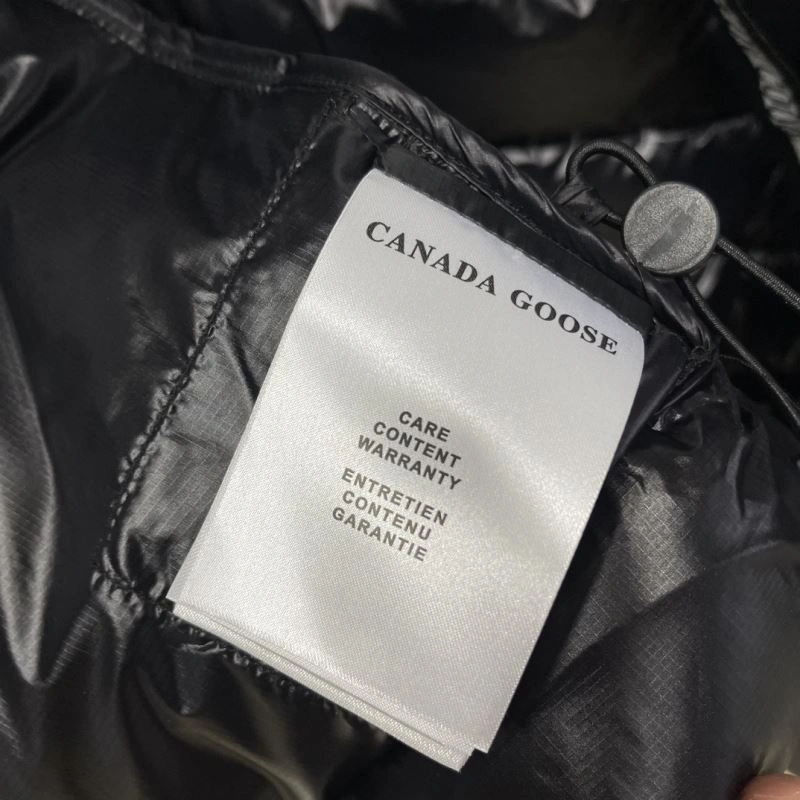 CANADA GOOSE
CARE
CONTENT
WARRANTY
ENTRETIEN
CONTENU
GARANTIE